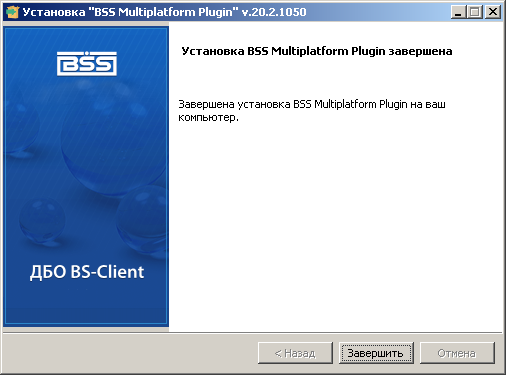 Установка "BSS Multiplatform Plugin" v.20.2.1050
BSS
Установка BSS Multiplatform Plugin завершена
Завершена установка BSS Multiplatform Plugin на ваш
компьютер.
ДБО BS-Client
< Назад
Завершить
Отмена